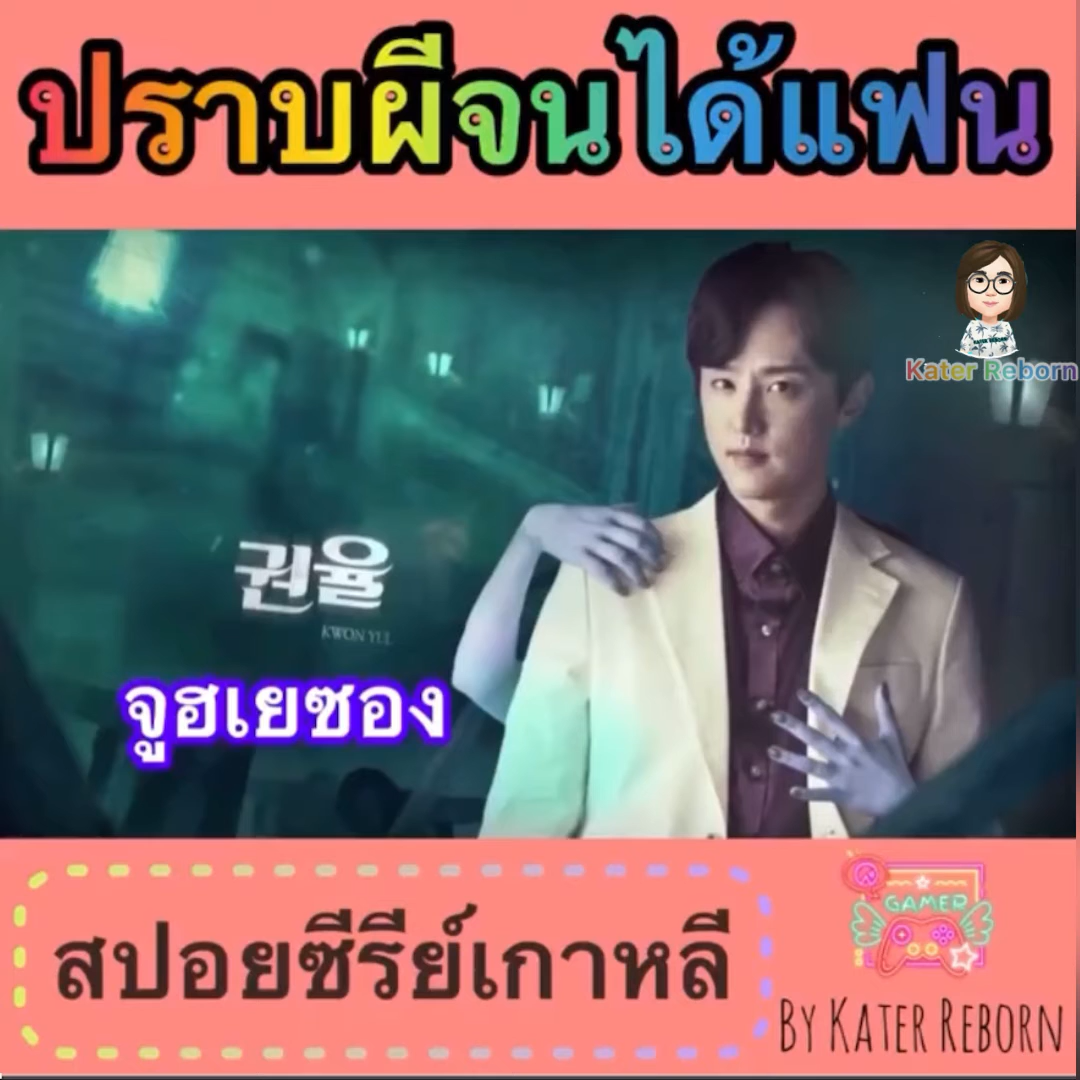 ปราบผีจนได้แฟน
Kater Reborn
권율
KWON YUL
จูฮเยซอง
สปอยซีรีย์เกาหลี
GAMER
BY KATER REBORN